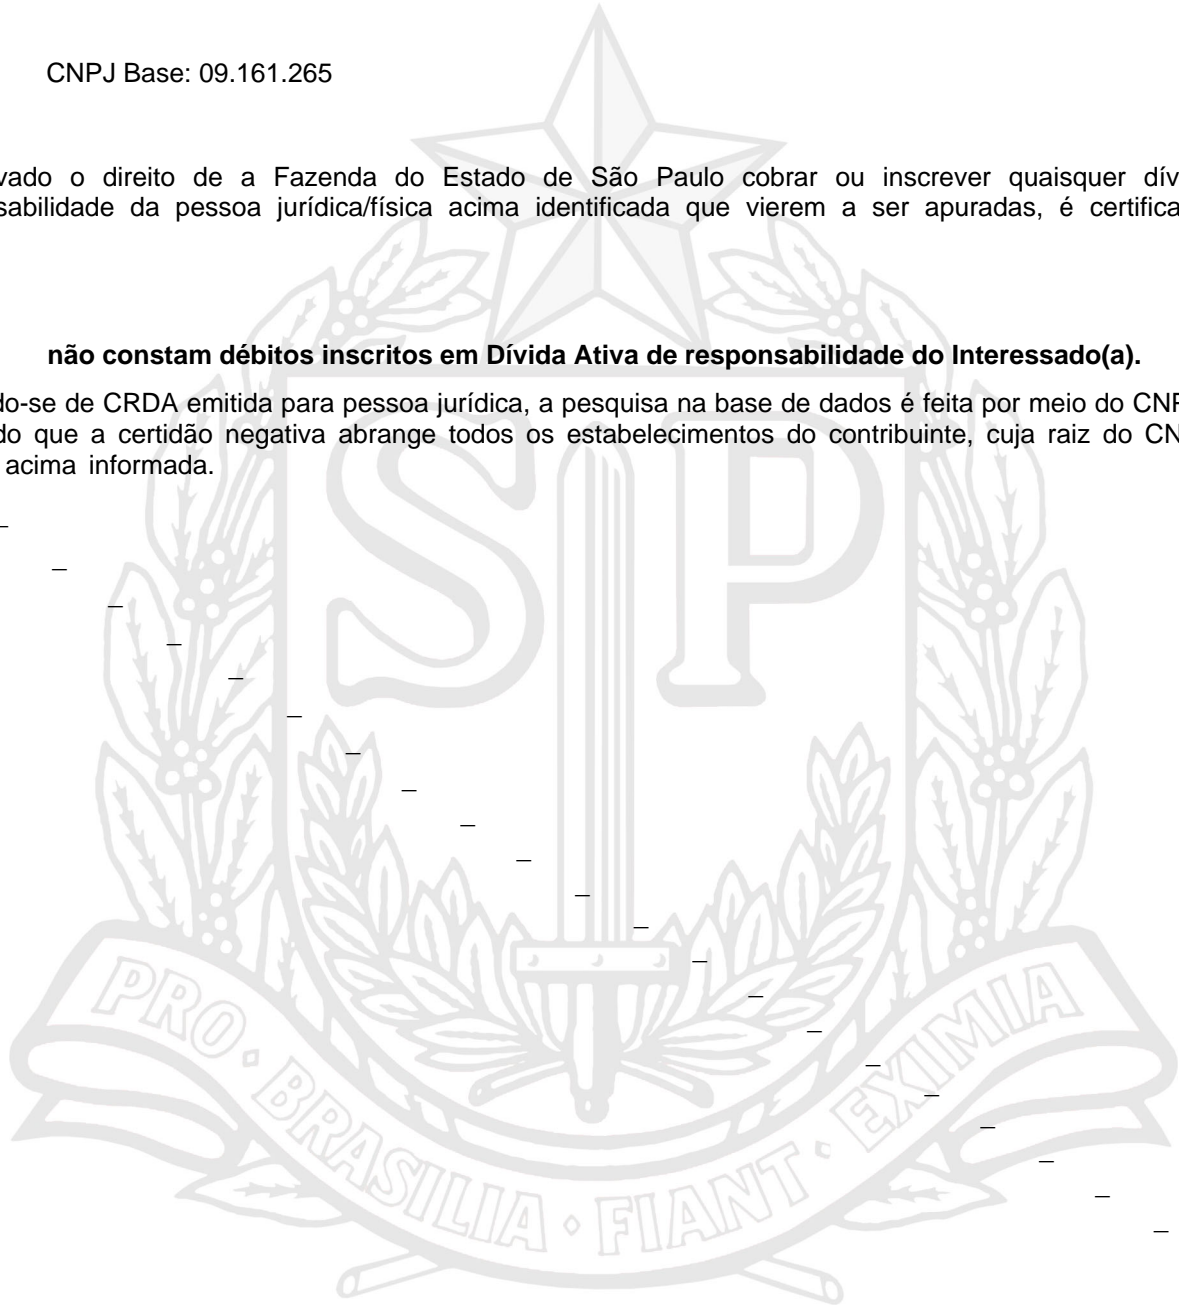 CNPJ Base: 09.161.265
vado o direito de a Fazenda do Estado de São Paulo cobrar ou inscrever quaisquer dív
sabilidade da pessoa jurídica/física acima identificada que vierem a ser apuradas, é certifica
não constam débitos inscritos em Dívida Ativa de responsabilidade do Interessado(a).
do-se de CRDA emitida para pessoa jurídica, a pesquisa na base de dados é feita por meio do CNP
do que a certidão negativa abrange todos os estabelecimentos do contribuinte, cuja raiz do CN
acima informada.
SP
PRO · BRASILIA · FIANT · EXIMIA